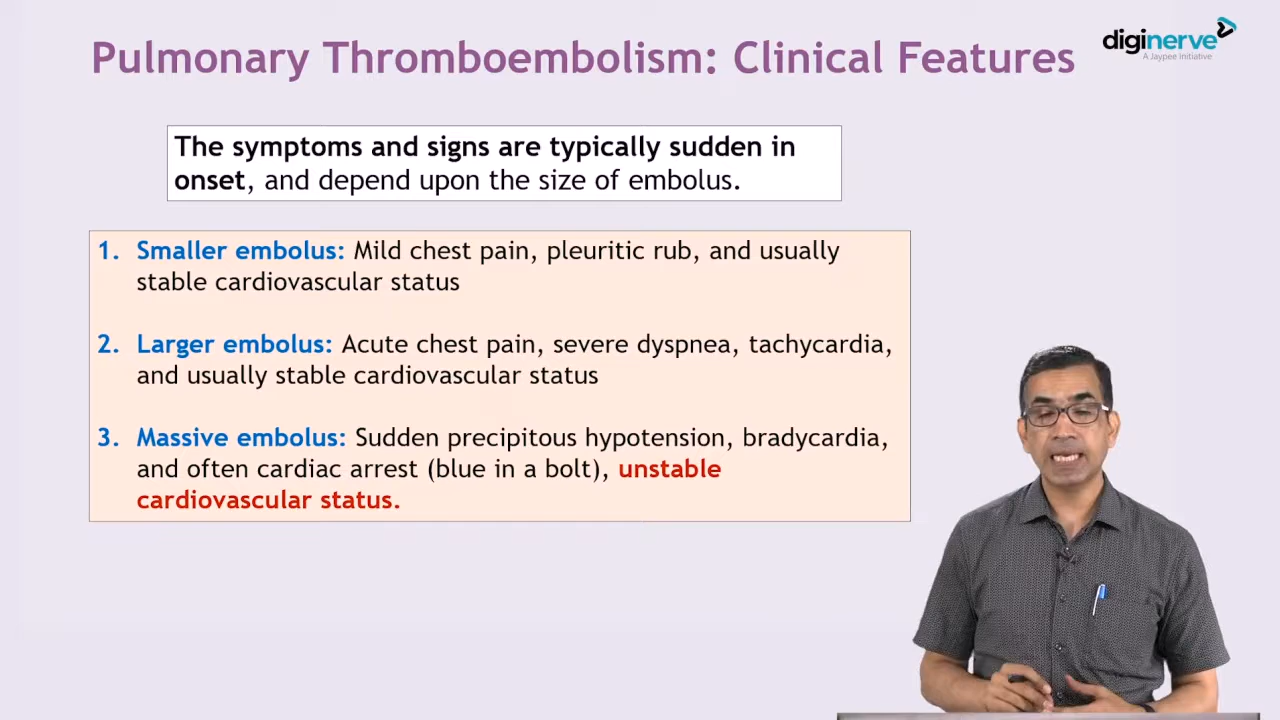 Pulmonary Thromboembolism: Clinical Features
diginerve
A Jaypee Initiative
The symptoms and signs are typically sudden in
onset, and depend upon the size of embolus.
1. Smaller embolus: Mild chest pain, pleuritic rub, and usually
stable cardiovascular status
2. Larger embolus: Acute chest pain, severe dyspnea, tachycardia,
and usually stable cardiovascular status
3. Massive embolus: Sudden precipitous hypotension, bradycardia,
and often cardiac arrest (blue in a bolt), unstable
cardiovascular status.